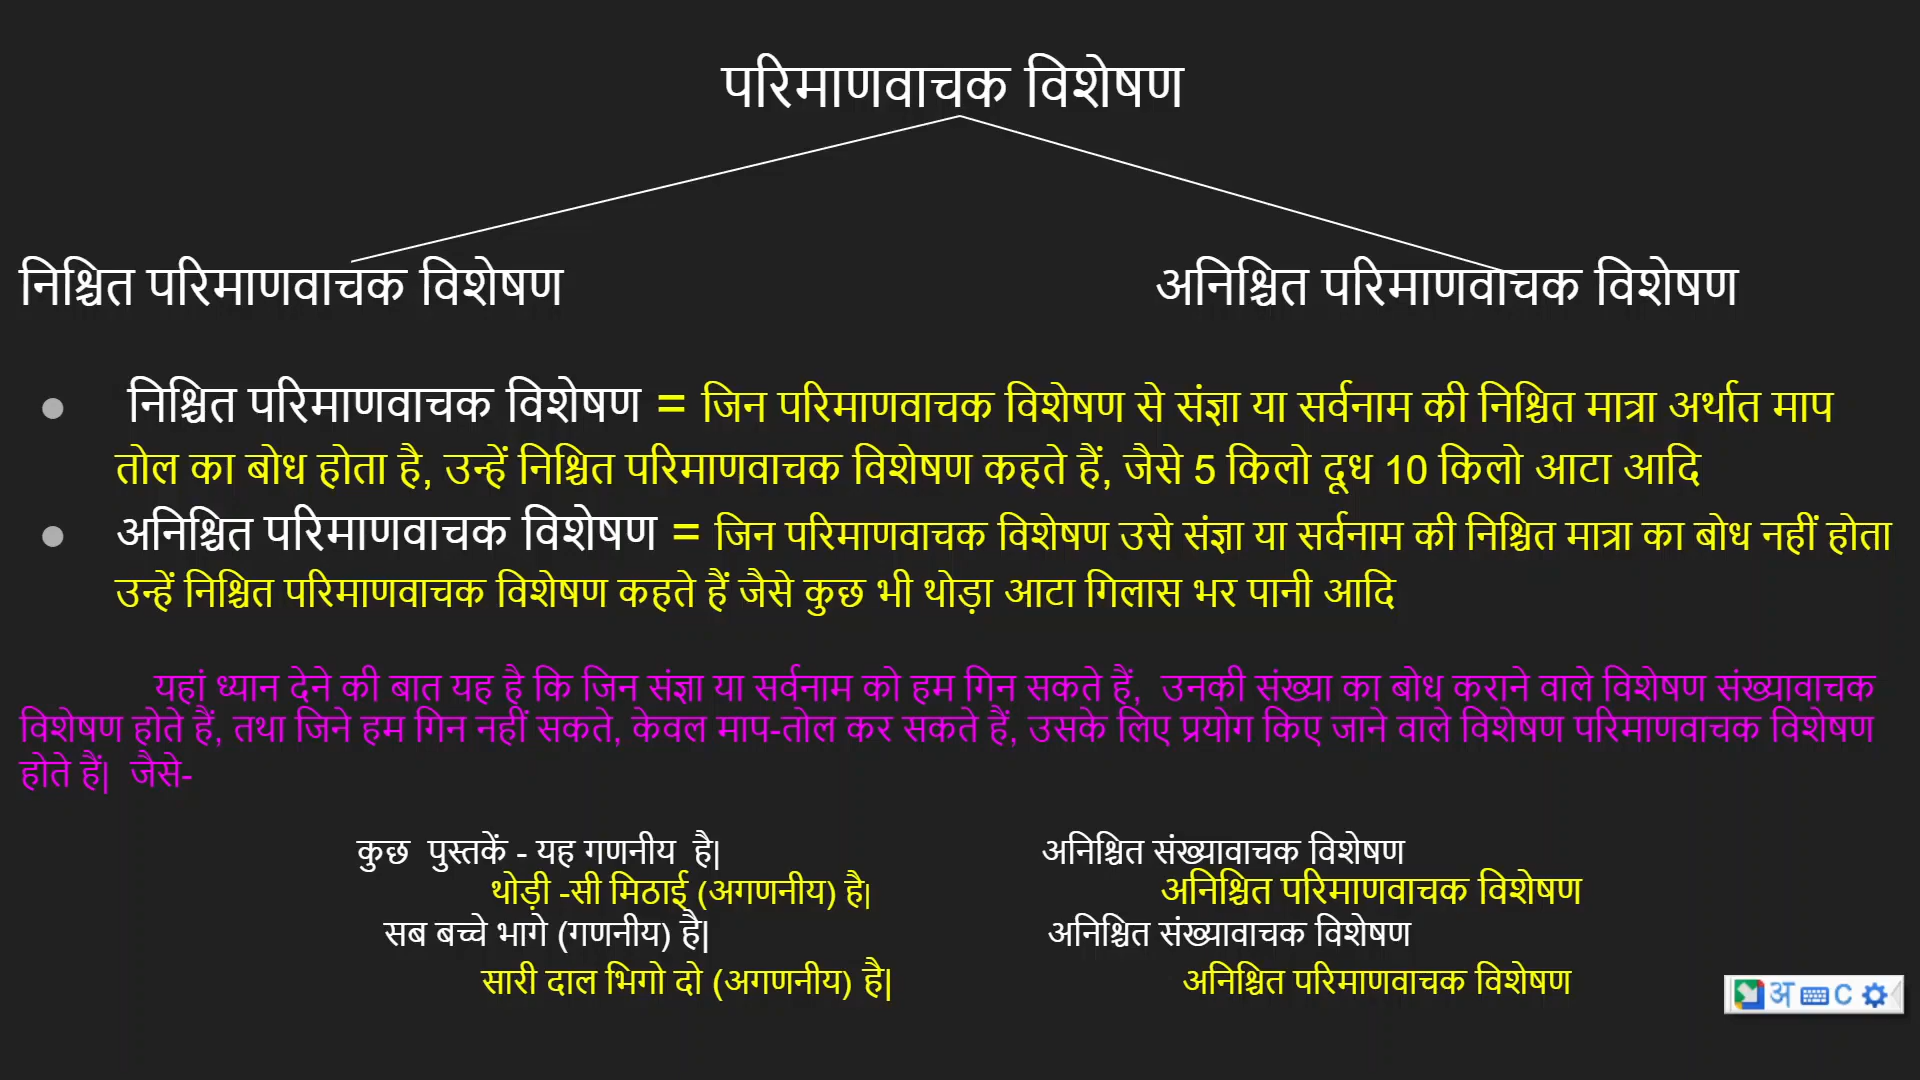 परिमाणवाचक विशेषण
निश्चित परिमाणवाचक विशेषण अनिश्चित परिमाणवाचक विशेषण
● निश्चित परिमाणवाचक विशेषण = जिन परिमाणवाचक विशेषण से संज्ञा या सर्वनाम की निश्चित मात्रा अर्थात माप
तोल का बोध होता है, उन्हें निश्चित परिमाणवाचक विशेषण कहते हैं, जैसे 5 किलो दूध 10 किलो आटा आदि
● अनिश्चित परिमाणवाचक विशेषण = जिन परिमाणवाचक विशेषण उसे संज्ञा या सर्वनाम की निश्चित मात्रा का बोध नहीं होता
उन्हें निश्चित परिमाणवाचक विशेषण कहते हैं जैसे कुछ भी थोड़ा आटा गिलास भर पानी आदि
यहां ध्यान देने की बात यह है कि जिन संज्ञा या सर्वनाम को हम गिन सकते हैं, उनकी संख्या का बोध कराने वाले विशेषण संख्यावाचक
विशेषण होते हैं, तथा जिने हम गिन नहीं सकते, केवल माप-तोल कर सकते हैं, उसके लिए प्रयोग किए जाने वाले विशेषण परिमाणवाचक विशेषण
होते हैं| जैसे-
कुछ पुस्तकें - यह गणनीय है| अनिश्चित संख्यावाचक विशेषण
थोड़ी -सी मिठाई (अगणनीय) है| अनिश्चित परिमाणवाचक विशेषण
सब बच्चे भागे (गणनीय) है| अनिश्चित संख्यावाचक विशेषण
सारी दाल भिगो दो (अगणनीय) है| अनिश्चित परिमाणवाचक विशेषण
अ C